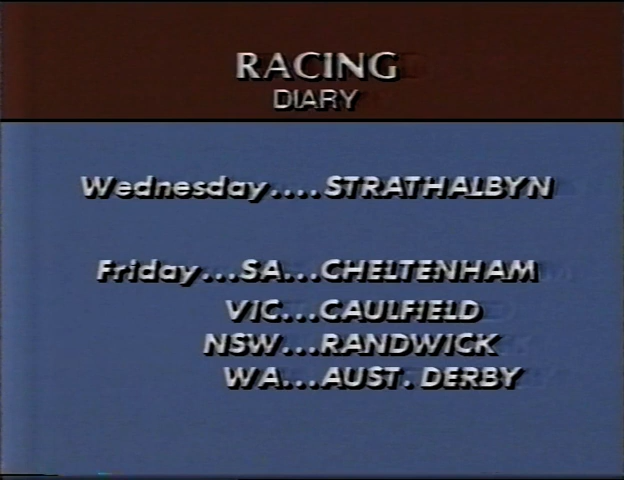 RACING
DIARY
Wednesday....STRATHALBYN
Friday...SA...CHELTENHAM
VIC...CAULFIELD
NSW...RANDWICK
WA...AUST. DERBY